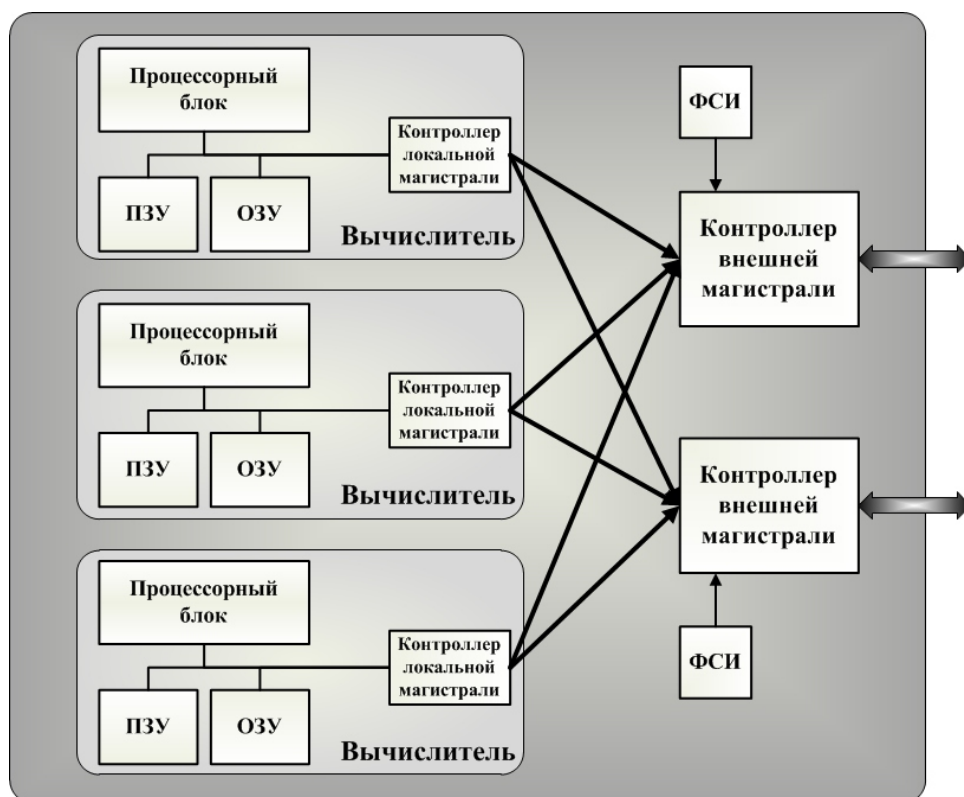 Процессорный
блок
Контроллер
локальной
магистрали
ПЗУ
ОЗУ
Вычислитель
Процессорный
блок
Контроллер
локальной
магистрали
ПЗУ
ОЗУ
Вычислитель
Процессорный
блок
Контроллер
локальной
магистрали
ПЗУ
ОЗУ
Вычислитель
ФСИ
Контроллер
внешней
магистрали
Контроллер
внешней
магистрали
ФСИ